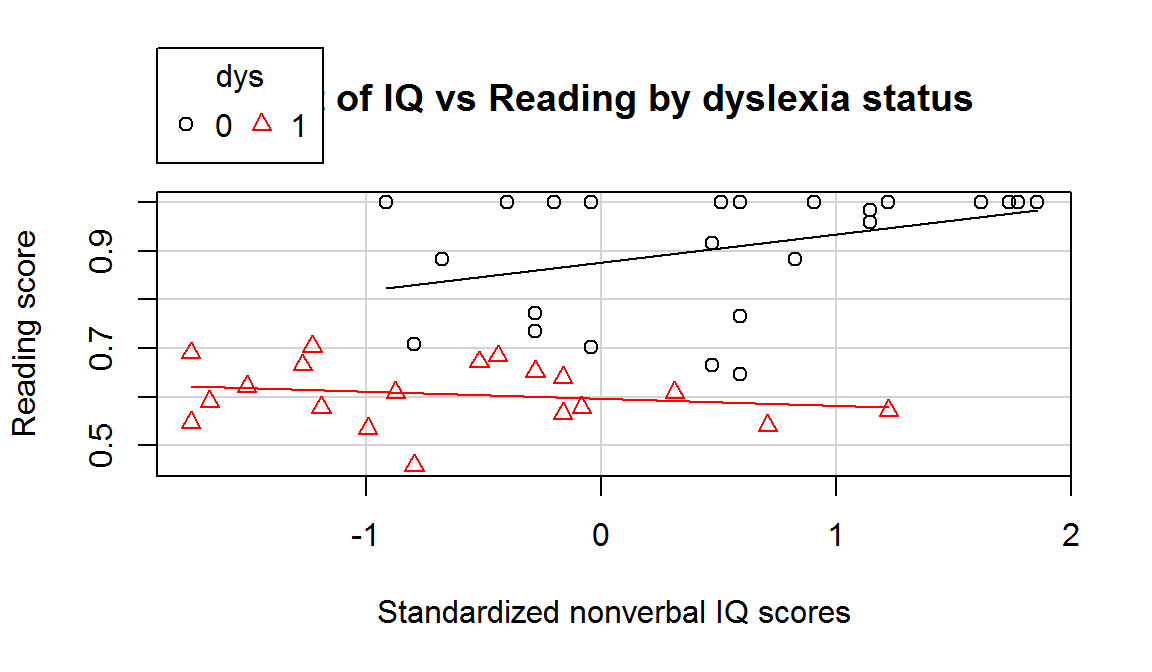 dys
0 1
of IQ vs Reading by dyslexia status
Reading score
0.9
0.7
0.5
-1 0 1 2
Standardized nonverbal IQ scores